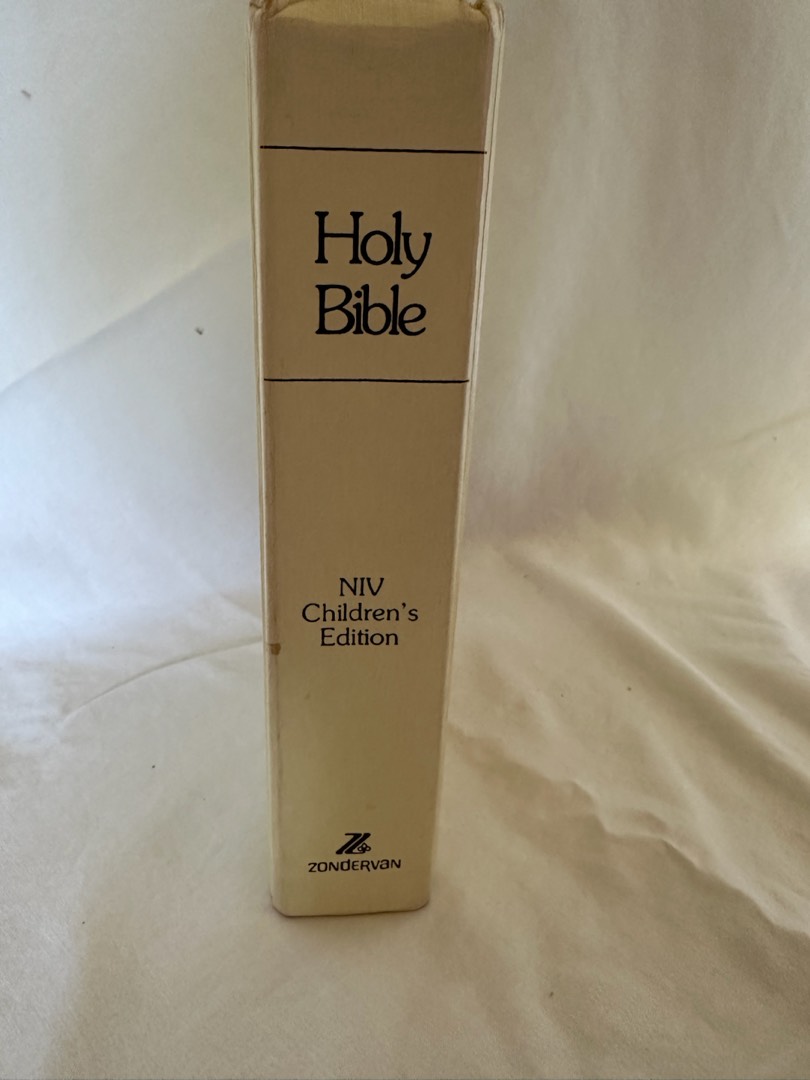 Holy
Bible
NIV
Children's
Edition
ZONDERVAN